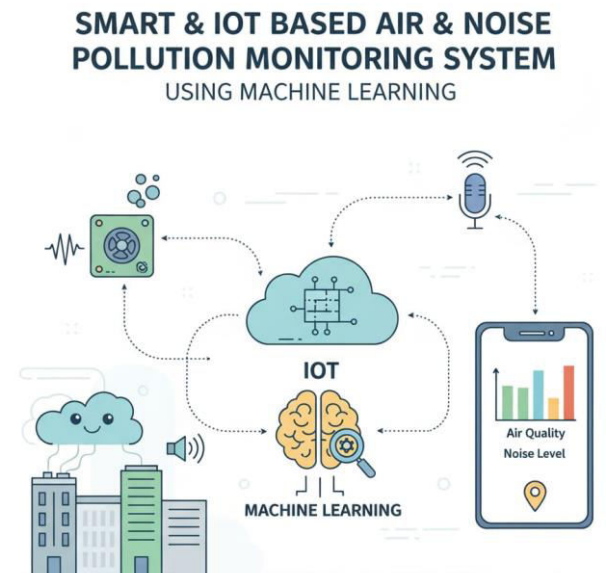 SMART & IOT BASED AIR & NOISE
POLLUTION MONITORING SYSTEM
USING MACHINE LEARNING
IOT
MACHINE LEARNING
Air Quality
Noise Level